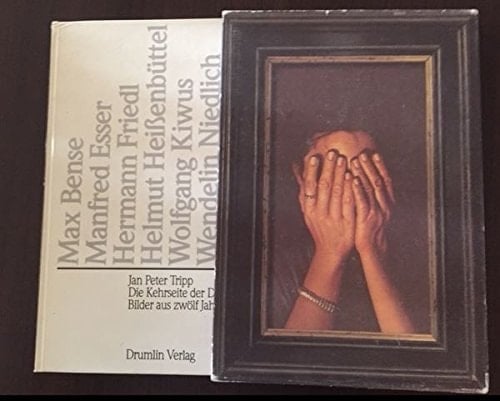 Max Bense
Manfred Esser
Hermann Friedl
Helmut Heißenbüttel
Wolfgang Kiwus
Wendelin Niedlich
Jan Peter Tripp
Die Kehrseite der D
Bilder aus zwölf Jah
Drumlin Verlag